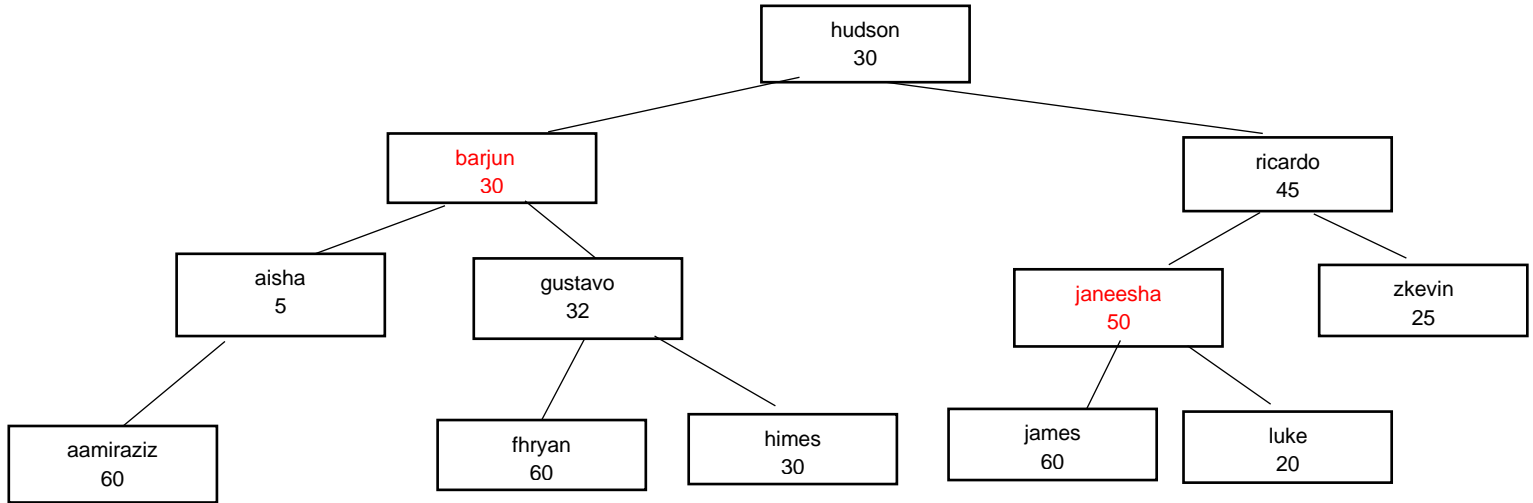 hudson
30
barjun
30
ricardo
45
aisha
5
gustavo
32
janeesha
50
zkevin
25
aamiraziz
60
fhryan
60
himes
30
james
60
luke
20